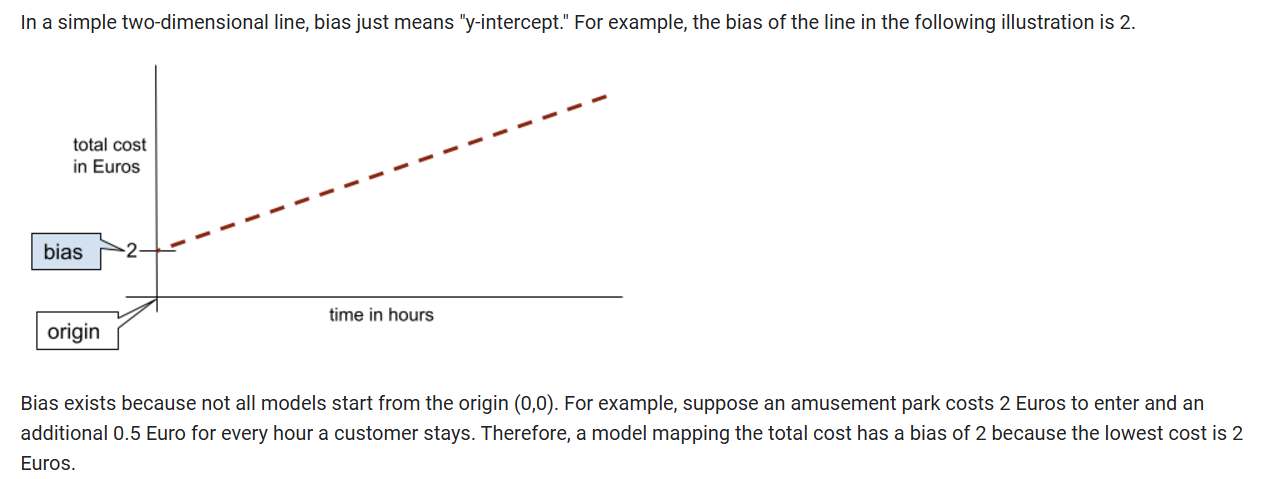 In a simple two-dimensional line, bias just means "y-intercept." For example, the bias of the line in the following illustration is 2.
total cost
in Euros
bias
2
origin
time in hours
Bias exists because not all models start from the origin (0,0). For example, suppose an amusement park costs 2 Euros to enter and an
additional 0.5 Euro for every hour a customer stays. Therefore, a model mapping the total cost has a bias of 2 because the lowest cost is 2
Euros.